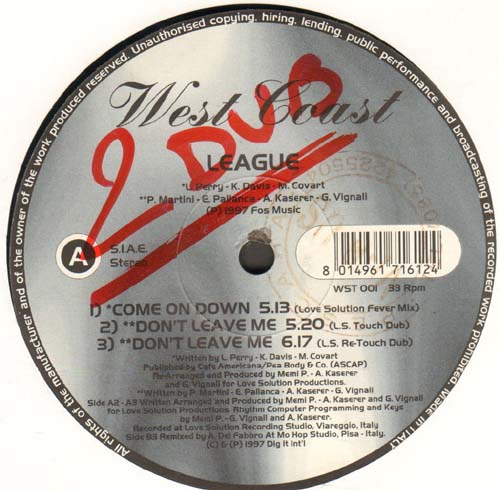 All rights of the manufacturer and of the owner of the work produced reserved. Unauthorised copying, hiring, lending, public performance and broadcasting of the recorded work prohibited. Made in ITALY
West Coast
2 DUB
LEAGUE
*L. Perry - K. Davis - M. Covart
**P. Martini - E. Pallanca - A. Kaserer - G. Vignali
(P) 1997 Fos Music
A
S.I.A.E.
Stereo
8 014961 716124
WST 001 33 Rpm
1) *COME ON DOWN 5.13 (Love Solution Fever Mix)
2) **DON'T LEAVE ME 5.20 (L.S. Touch Dub)
3) **DON'T LEAVE ME 6.17 (L.S. Re-Touch Dub)
*Written by L. Perry - K. Davis - M. Covart
Published by Cafe Americana/Pea Body & Co. (ASCAP)
Re-Arranged and Produced by Memi P. - A. Kaserer
and G. Vignali for Love Solution Productions.
**Written by P. Martini - E. Pallanca - A. Kaserer - G. Vignali
Side A2 - A3 Written Arranged and Produced by Memi P. - A. Kaserer and G. Vignali
for Love Solution Productions. Rhythm Computer Programming and Keys
by Memi P. - G. Vignali and A. Kaserer.
Recorded at Love Solution Recording Studio, Viareggio, Italy
Side B3 Remixed by A. Del Fabbro At Mo Hop Studio, Pisa - Italy.
(C) & (P) 1997 Dig It Int'l